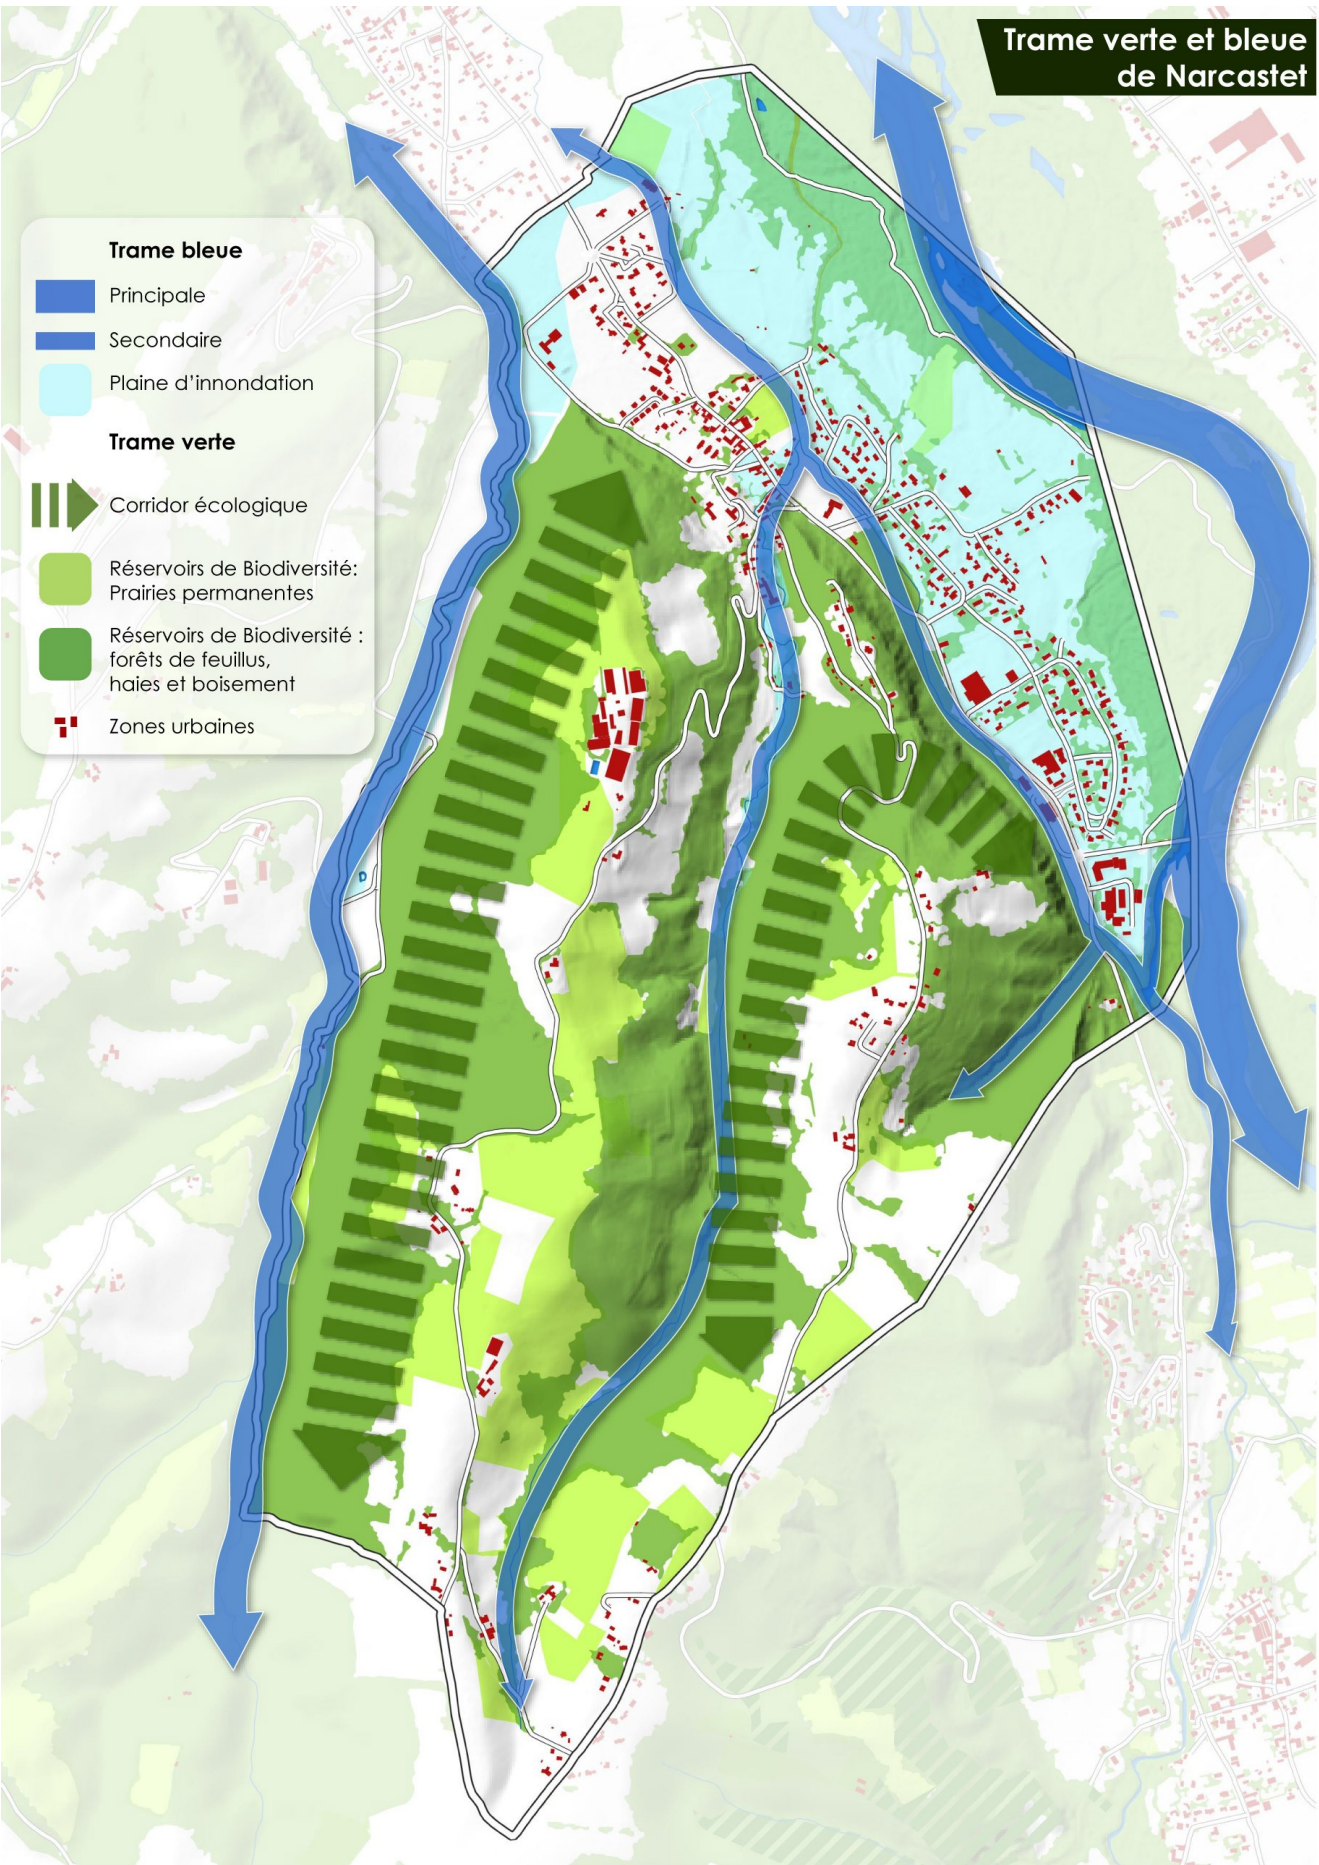 Trame verte et bleue
de Narcastet
Trame bleue
Principale
Secondaire
Plaine d'innondation
Trame verte
Corridor écologique
Réservoirs de Biodiversité:
Prairies permanentes
Réservoirs de Biodiversité :
forêts de feuillus,
haies et boisement
Zones urbaines